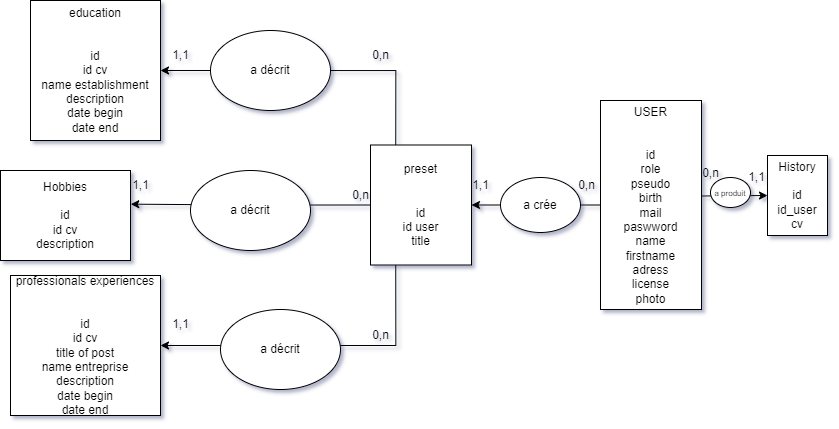 education
id
id cv
name establishment
description
date begin
date end
1,1
a décrit
0,n
Hobbies
id
id cv
description
1,1
a décrit
0,n
professionals experiences
id
id cv
title of post
name entreprise
description
date begin
date end
1,1
a décrit
0,n
preset
id
id user
title
1,1
a crée
0,n
USER
id
role
pseudo
birth
mail
paswword
name
firstname
adress
license
photo
0,n
a produit
1,1
History
id
id_user
cv